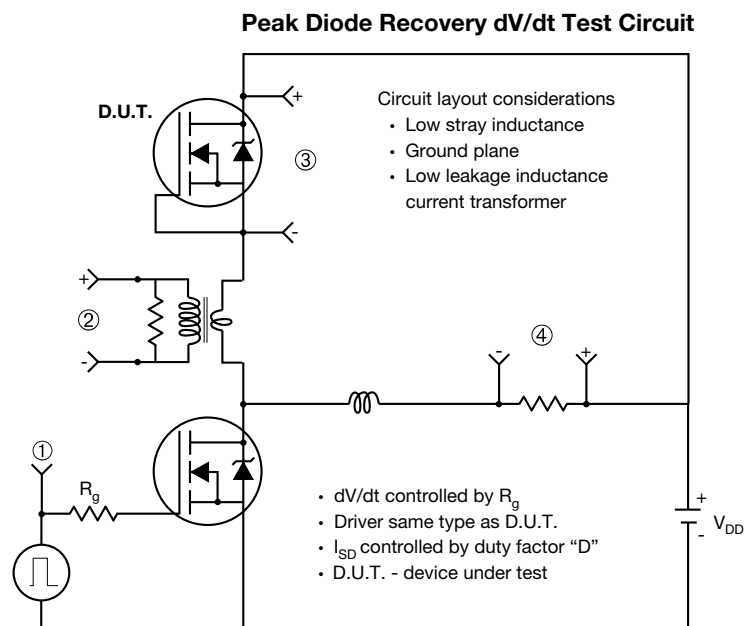 Peak Diode Recovery dV/dt Test Circuit
D.U.T.
+
Circuit layout considerations
• Low stray inductance
• Ground plane
• Low leakage inductance
current transformer
③
-
+
②
-
④
-
+
①
Rg
• dV/dt controlled by Rg
• Driver same type as D.U.T.
• ISD controlled by duty factor “D”
• D.U.T. - device under test
+
VDD
-